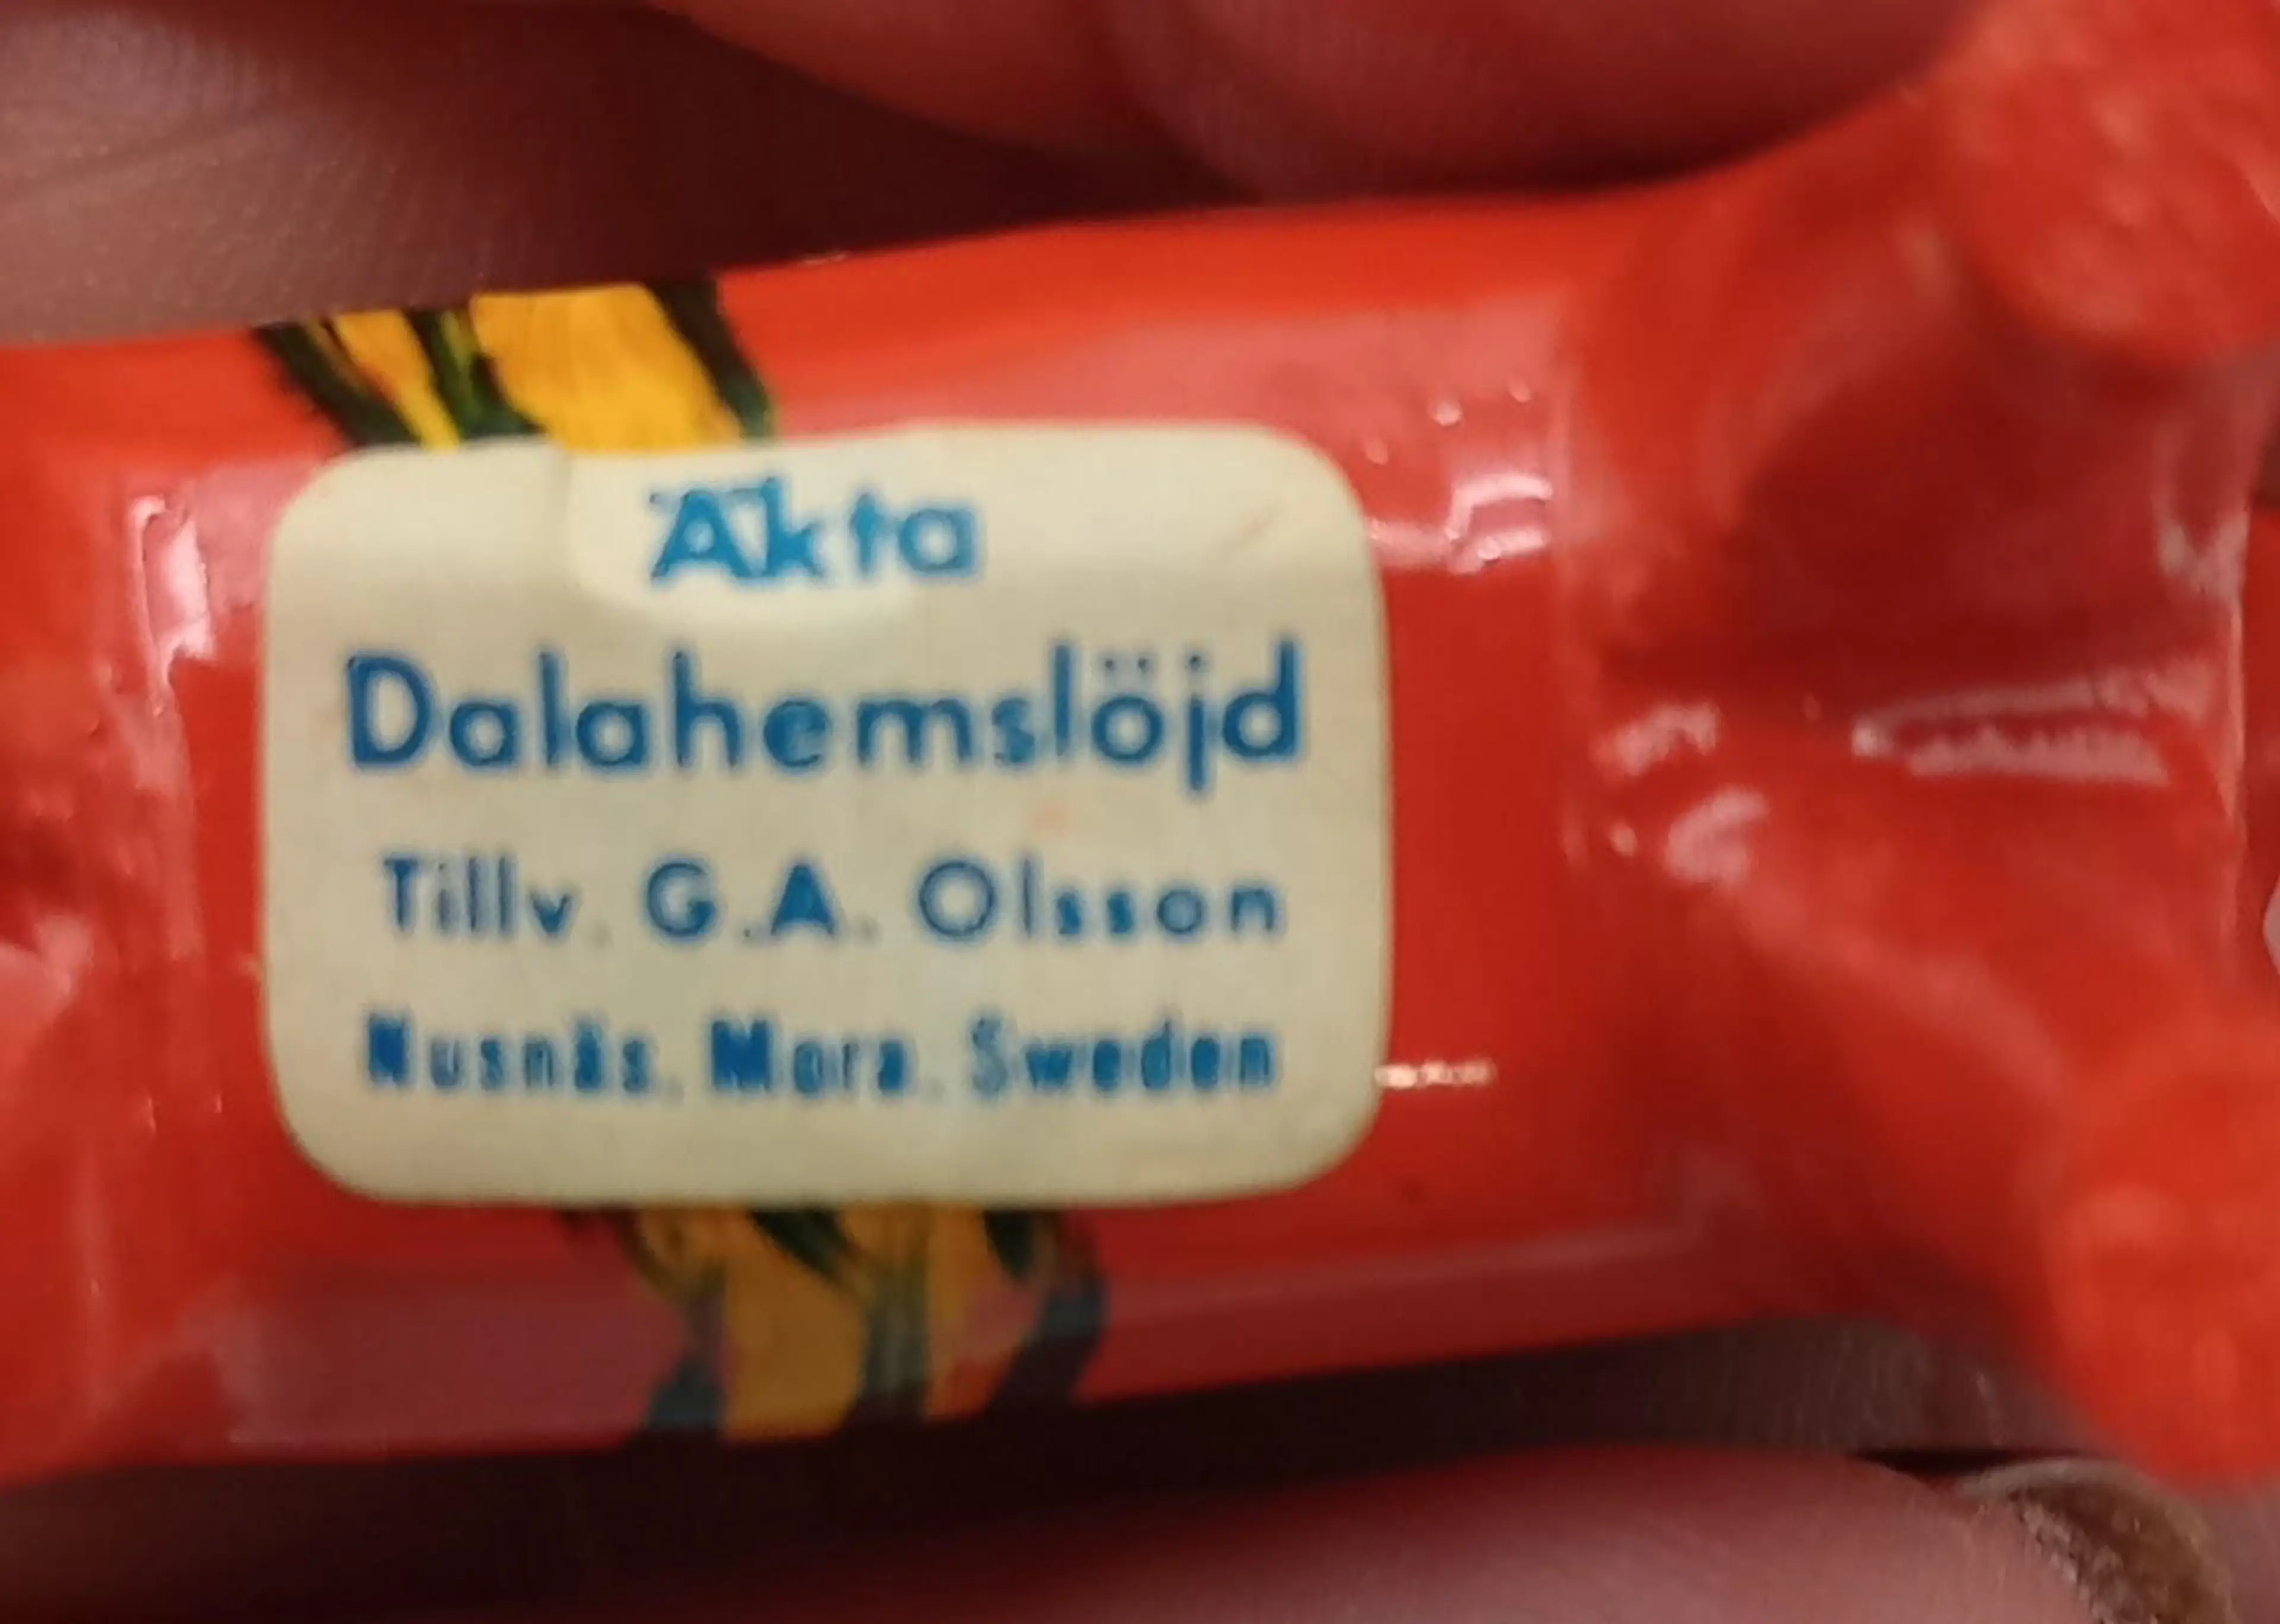 Äkta
Dalahemslöjd
Tillv. G.A. Olsson
Nusnäs. Mora. Sweden